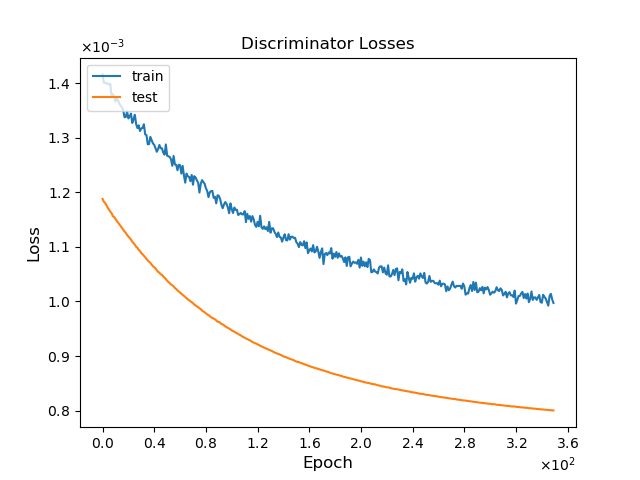 Discriminator Losses
×10⁻³
train
test
1.4
1.3
1.2
1.1
1.0
0.9
0.8
Loss
0.0 0.4 0.8 1.2 1.6 2.0 2.4 2.8 3.2 3.6
Epoch
×10²